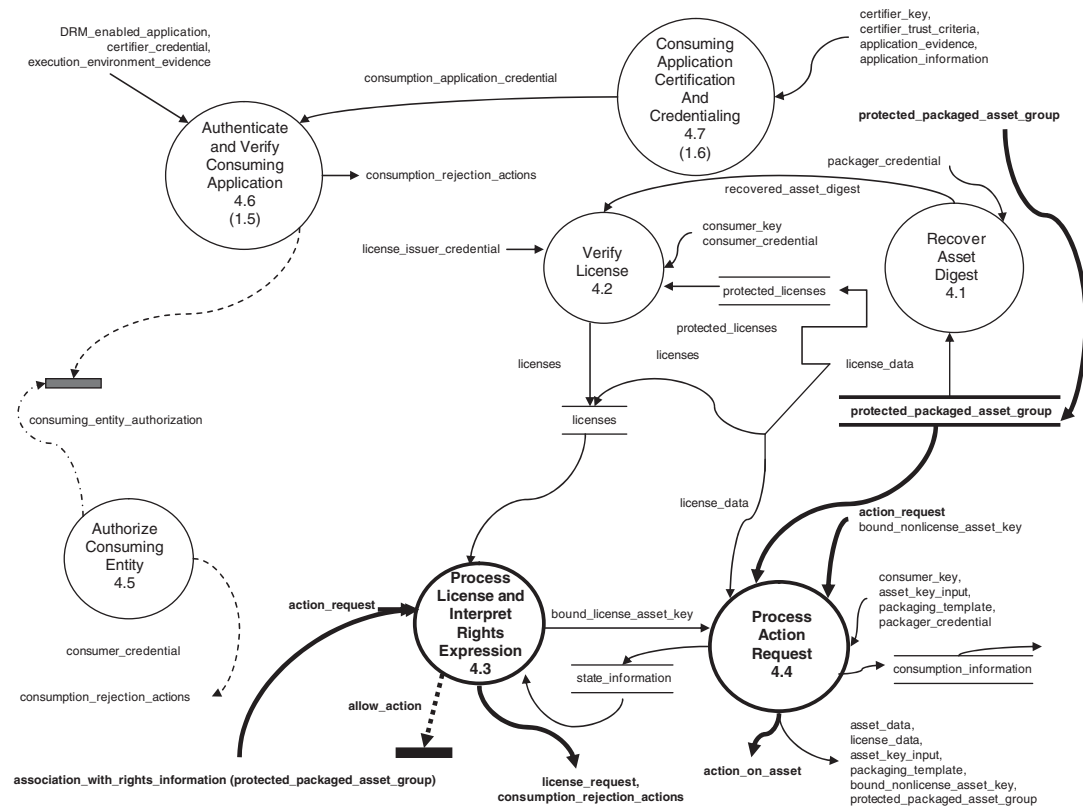 DRM_enabled_application,
certifier_credential,
execution_environment_evidence
consumption_application_credential
Consuming
Application
Certification
And
Credentialing
4.7
(1.6)
certifier_key,
certifier_trust_criteria,
application_evidence,
application_information
protected_packaged_asset_group
Authenticate
and Verify
Consuming
Application
4.6
(1.5)
consumption_rejection_actions
packager_credential
recovered_asset_digest
license_issuer_credential
Verify
License
4.2
consumer_key
consumer_credential
Recover
Asset
Digest
4.1
protected_licenses
protected_licenses
licenses
licenses
license_data
consuming_entity_authorization
licenses
protected_packaged_asset_group
license_data
action_request
bound_nonlicense_asset_key
Authorize
Consuming
Entity
4.5
consumer_credential
consumption_rejection_actions
action_request
Process
License and
Interpret
Rights
Expression
4.3
bound_license_asset_key
Process
Action
Request
4.4
consumer_key,
asset_key_input,
packaging_template,
packager_credential
state_information
consumption_information
allow_action
association_with_rights_information (protected_packaged_asset_group)
license_request,
consumption_rejection_actions
action_on_asset
asset_data,
license_data,
asset_key_input,
packaging_template,
bound_nonlicense_asset_key,
protected_packaged_asset_group